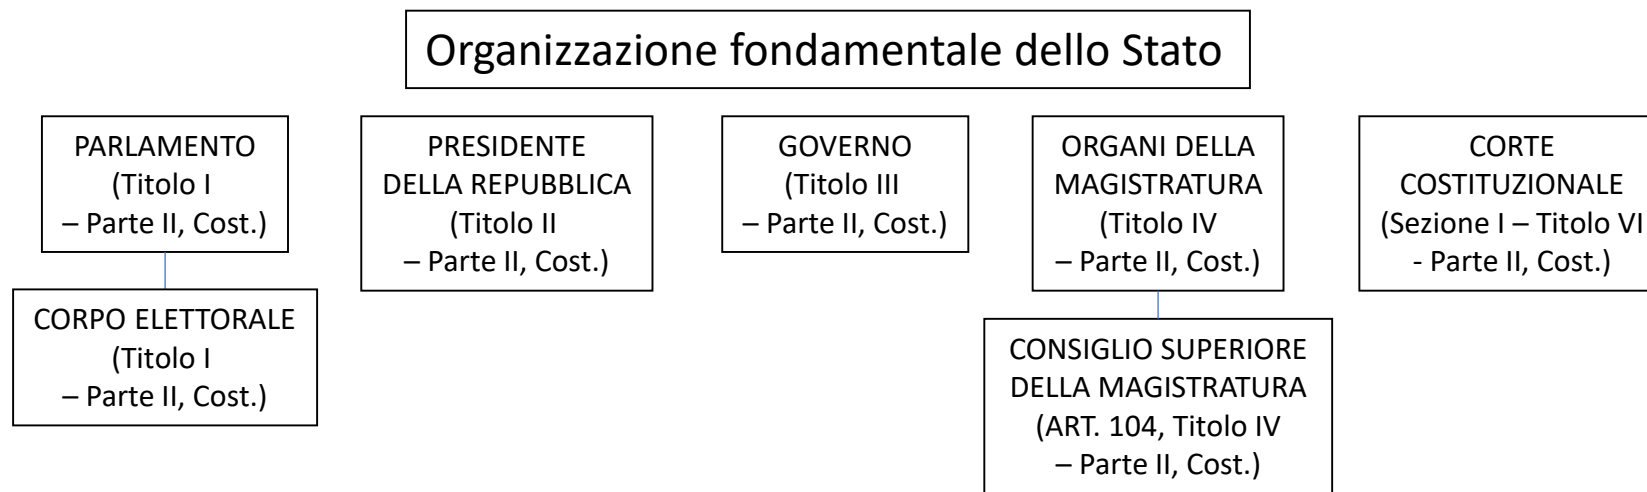 Organizzazione fondamentale dello Stato
PARLAMENTO
(Titolo I
– Parte II, Cost.)
PRESIDENTE
DELLA REPUBBLICA
(Titolo II
– Parte II, Cost.)
GOVERNO
(Titolo III
– Parte II, Cost.)
ORGANI DELLA
MAGISTRATURA
(Titolo IV
– Parte II, Cost.)
CORTE
COSTITUZIONALE
(Sezione I – Titolo VI
- Parte II, Cost.)
CORPO ELETTORALE
(Titolo I
– Parte II, Cost.)
CONSIGLIO SUPERIORE
DELLA MAGISTRATURA
(ART. 104, Titolo IV
– Parte II, Cost.)